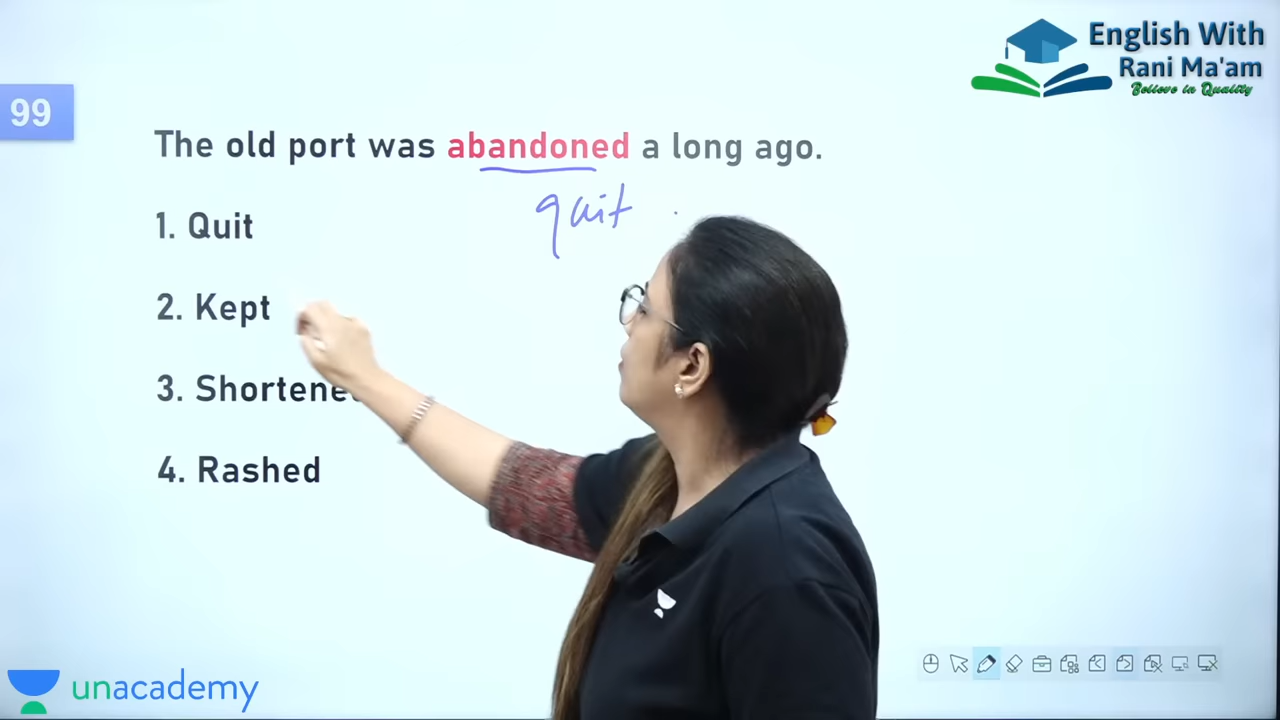 English With
Rani Ma'am
Believe in Quality
99
The old port was abandoned a long ago.
quit
1. Quit
2. Kept
3. Shortene
4. Rashed
unacademy